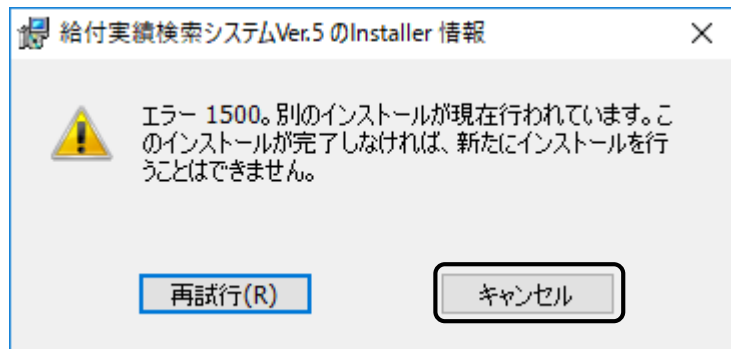 給付実績検索システムVer.5 のInstaller 情報
エラー 1500。別のインストールが現在行われています。こ
のインストールが完了しなければ、新たにインストールを行
うことはできません。
再試行(R)
キャンセル